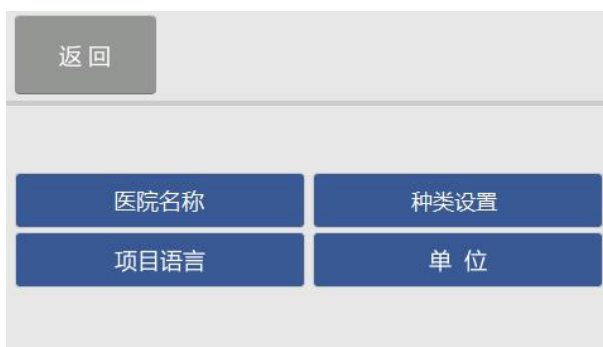 返回
医院名称
种类设置
项目语言
单 位